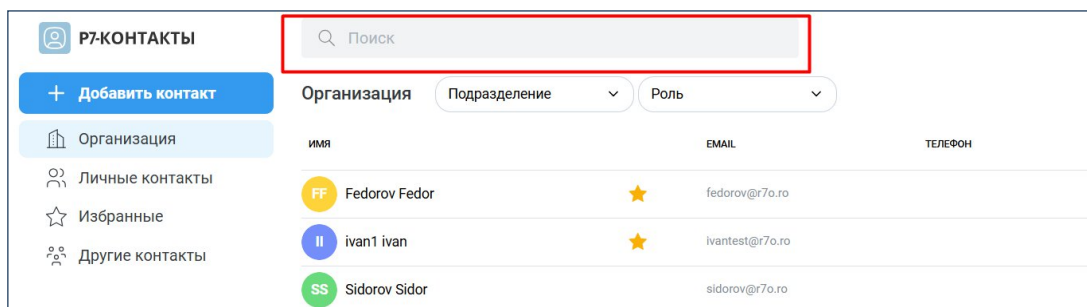 Р7-КОНТАКТЫ
Поиск
Добавить контакт
Организация
Подразделение
Роль
Организация
Личные контакты
Избранные
Другие контакты
ИМЯ
EMAIL
ТЕЛЕФОН
FF
Fedorov Fedor
fedorov@r7o.ro
II
ivan1 ivan
ivantest@r7o.ro
SS
Sidorov Sidor
sidorov@r7o.ro